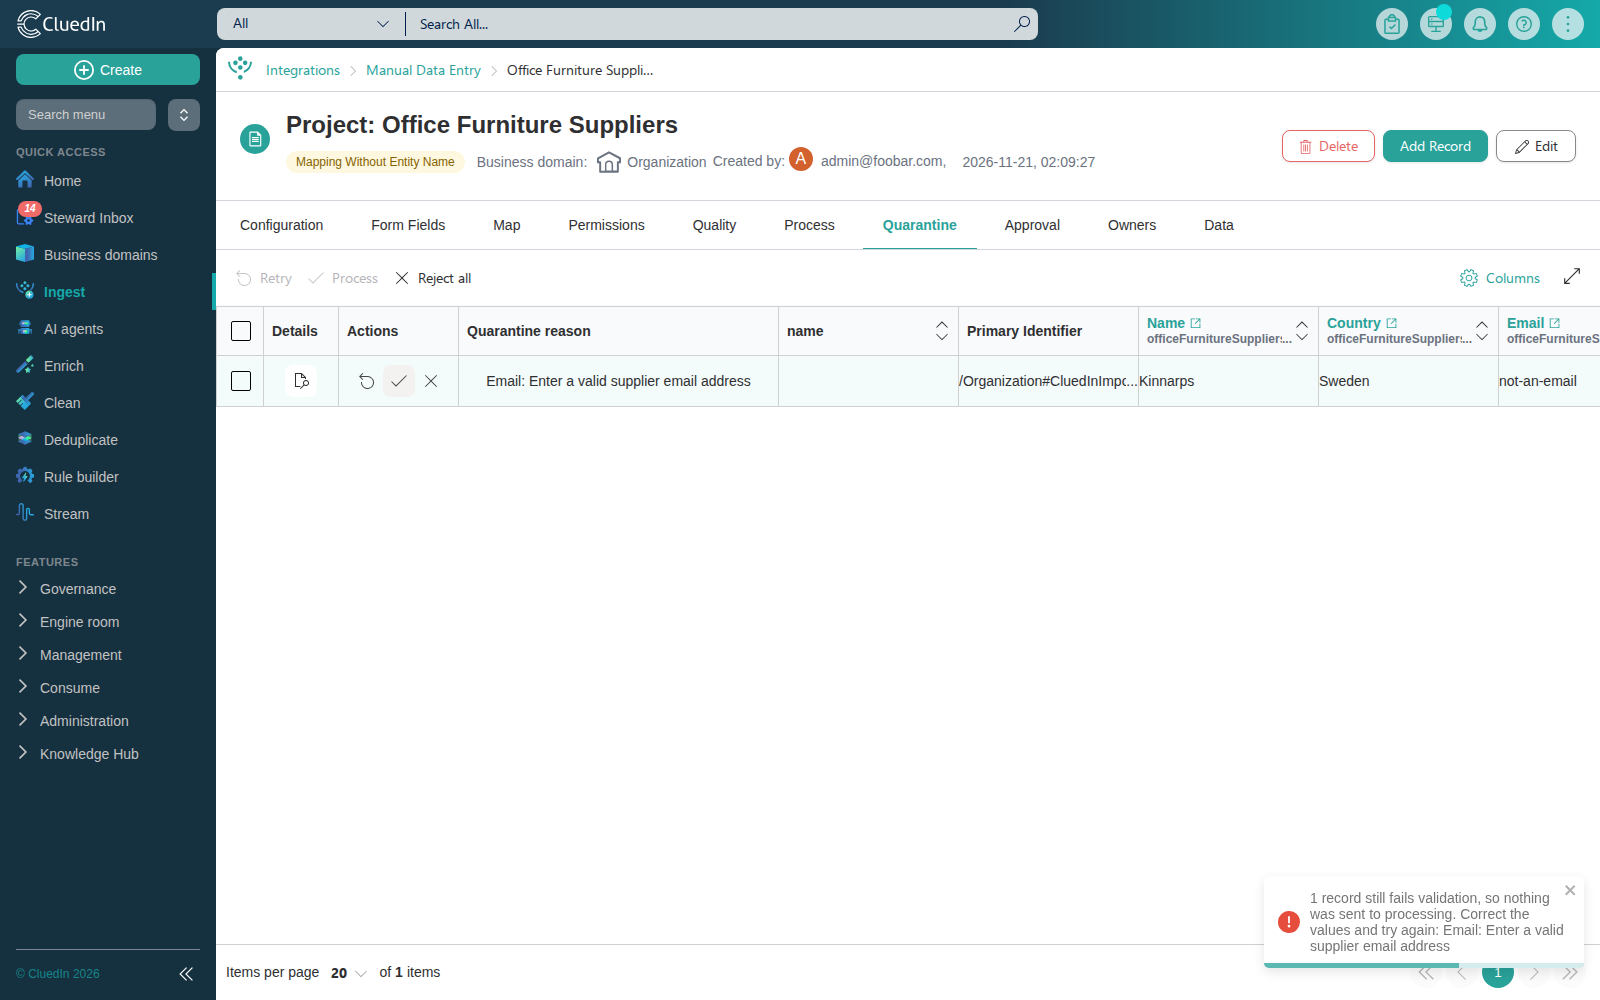 CluedIn
All
Search All...
Create
Search menu
QUICK ACCESS
Home
14
Steward Inbox
Business domains
Ingest
AI agents
Enrich
Clean
Deduplicate
Rule builder
Stream
FEATURES
Governance
Engine room
Management
Consume
Administration
Knowledge Hub
© CluedIn 2026
Integrations
Manual Data Entry
Office Furniture Suppli...
Project: Office Furniture Suppliers
Mapping Without Entity Name
Business domain:
Organization
Created by:
A
admin@foobar.com,
2026-11-21, 02:09:27
Delete
Add Record
Edit
Configuration
Form Fields
Map
Permissions
Quality
Process
Quarantine
Approval
Owners
Data
Retry
Process
Reject all
Columns
Details
Actions
Quarantine reason
name
Primary Identifier
Name
officeFurnitureSuppliers...
Country
officeFurnitureSuppliers...
Email
officeFurnitureS
Email: Enter a valid supplier email address
/Organization#CluedInImpo...
Kinnarps
Sweden
not-an-email
1 record still fails validation, so nothing
was sent to processing. Correct the
values and try again: Email: Enter a valid
supplier email address
Items per page
20
of 1 items
1